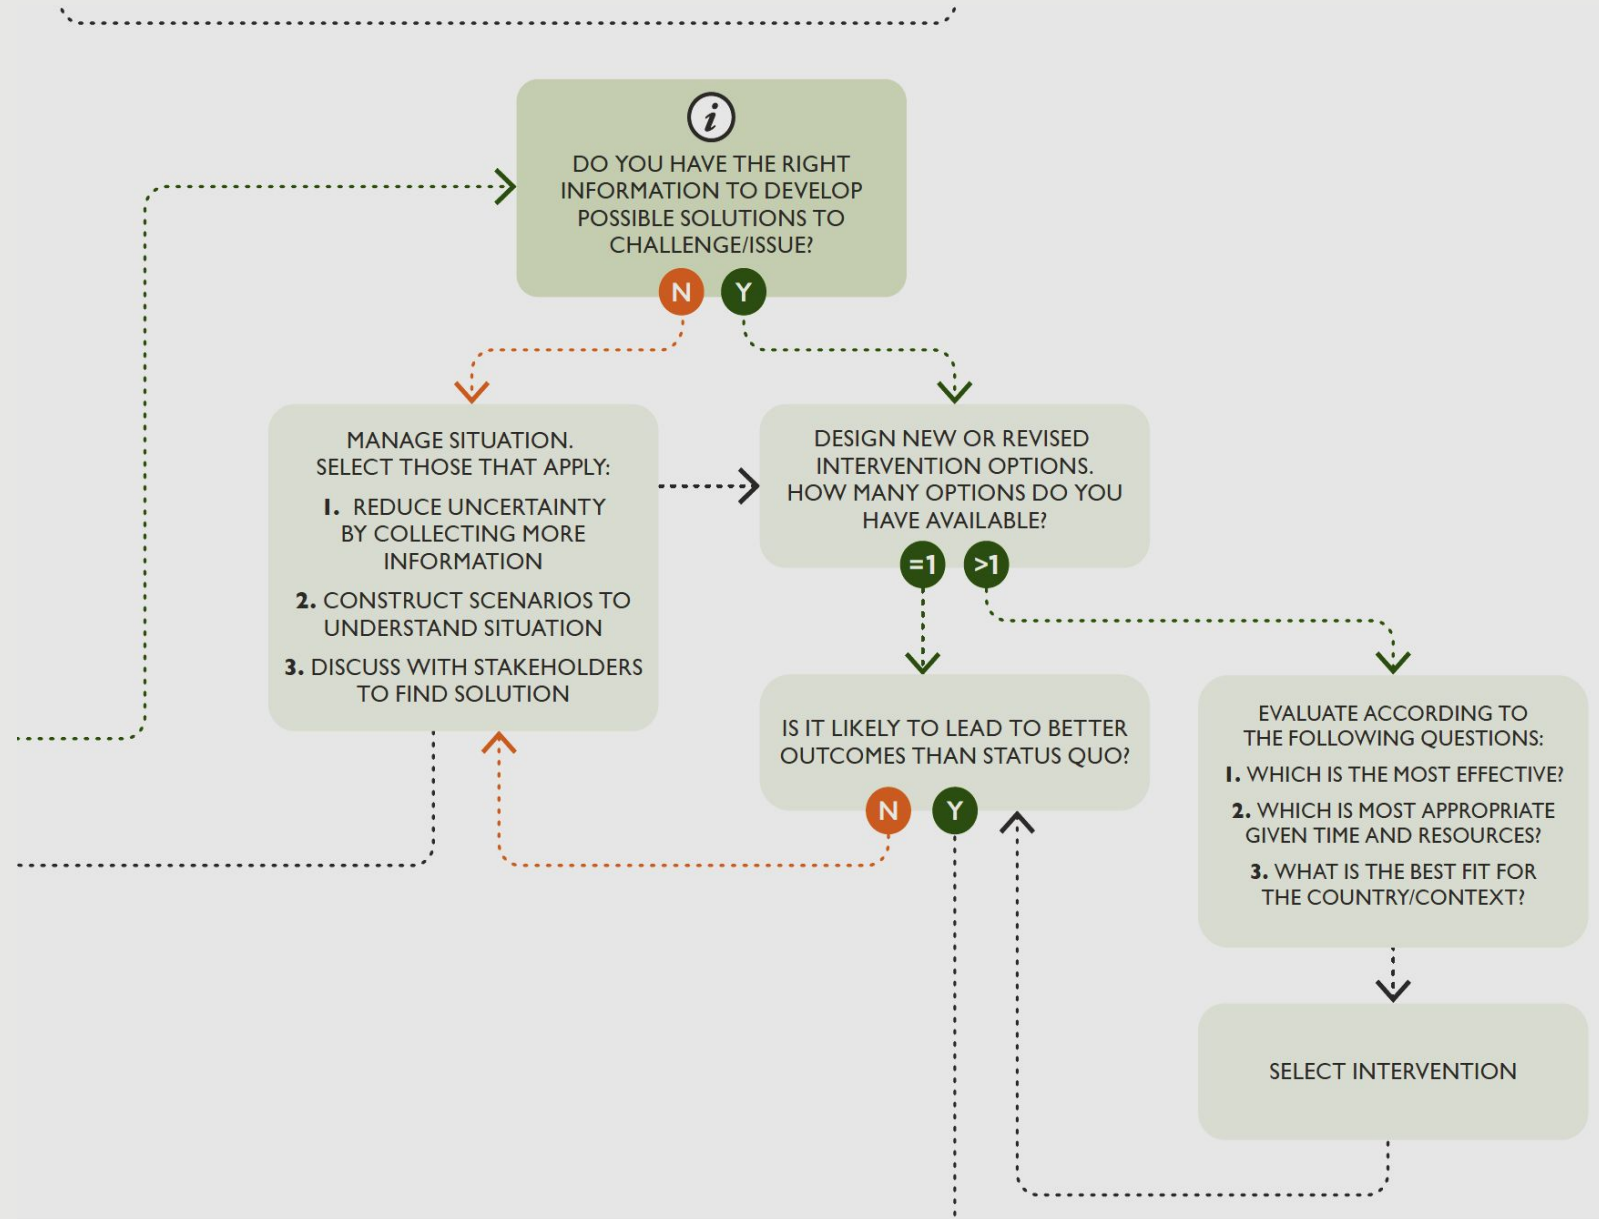 i
DO YOU HAVE THE RIGHT
INFORMATION TO DEVELOP
POSSIBLE SOLUTIONS TO
CHALLENGE/ISSUE?
N Y
MANAGE SITUATION.
SELECT THOSE THAT APPLY:
1. REDUCE UNCERTAINTY
BY COLLECTING MORE
INFORMATION
2. CONSTRUCT SCENARIOS TO
UNDERSTAND SITUATION
3. DISCUSS WITH STAKEHOLDERS
TO FIND SOLUTION
DESIGN NEW OR REVISED
INTERVENTION OPTIONS.
HOW MANY OPTIONS DO YOU
HAVE AVAILABLE?
=1 >1
IS IT LIKELY TO LEAD TO BETTER
OUTCOMES THAN STATUS QUO?
N Y
EVALUATE ACCORDING TO
THE FOLLOWING QUESTIONS:
1. WHICH IS THE MOST EFFECTIVE?
2. WHICH IS MOST APPROPRIATE
GIVEN TIME AND RESOURCES?
3. WHAT IS THE BEST FIT FOR
THE COUNTRY/CONTEXT?
SELECT INTERVENTION